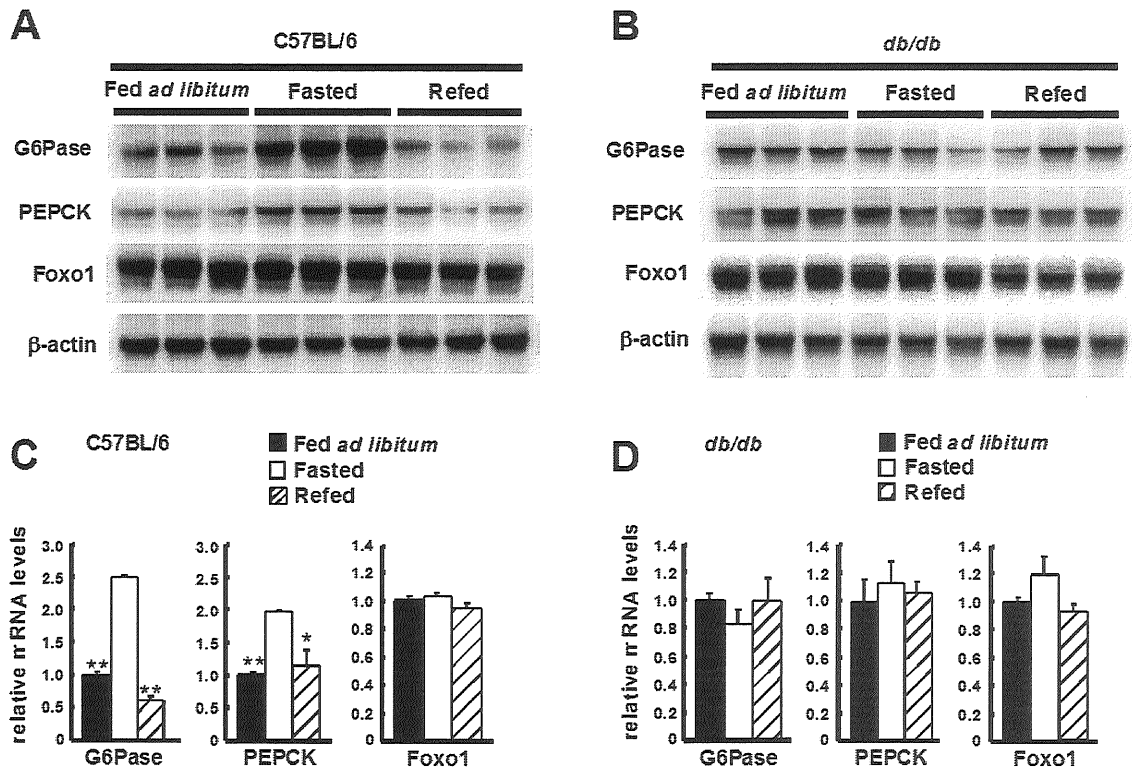 A
C57BL/6
Fed ad libitum Fasted Refed
G6Pase
PEPCK
Foxo1
β-actin
B
db/db
Fed ad libitum Fasted Refed
G6Pase
PEPCK
Foxo1
β-actin
C C57BL/6
Fed ad libitum
Fasted
Refed
relative mRNA levels
3.0
2.5
2.0
1.5
1.0
0.5
0
** **
G6Pase
3.0
2.5
2.0
1.5
1.0
0.5
0
** *
PEPCK
1.4
1.2
1.0
0.8
0.6
0.4
0.2
0
Foxo1
D db/db
Fed ad libitum
Fasted
Refed
relative mRNA levels
1.4
1.2
1.0
0.8
0.6
0.4
0.2
0
G6Pase
1.4
1.2
1.0
0.8
0.6
0.4
0.2
0
PEPCK
1.4
1.2
1.0
0.8
0.6
0.4
0.2
0
Foxo1